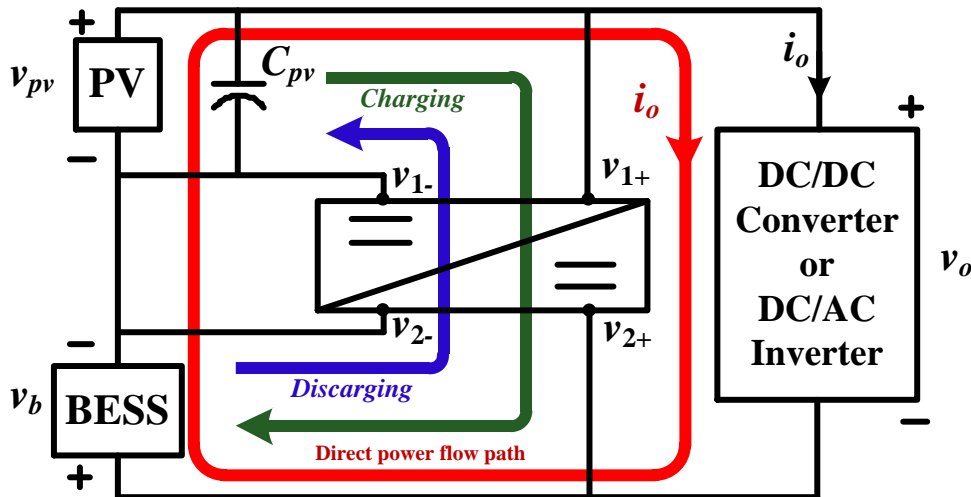 +
v_pv PV
−
C_pv
Charging
i_o
i_o
v_1-
v_1+
v_2-
v_2+
−
v_b BESS
+
Discarging
Direct power flow path
+
DC/DC
Converter
or
DC/AC
Inverter
v_o
−